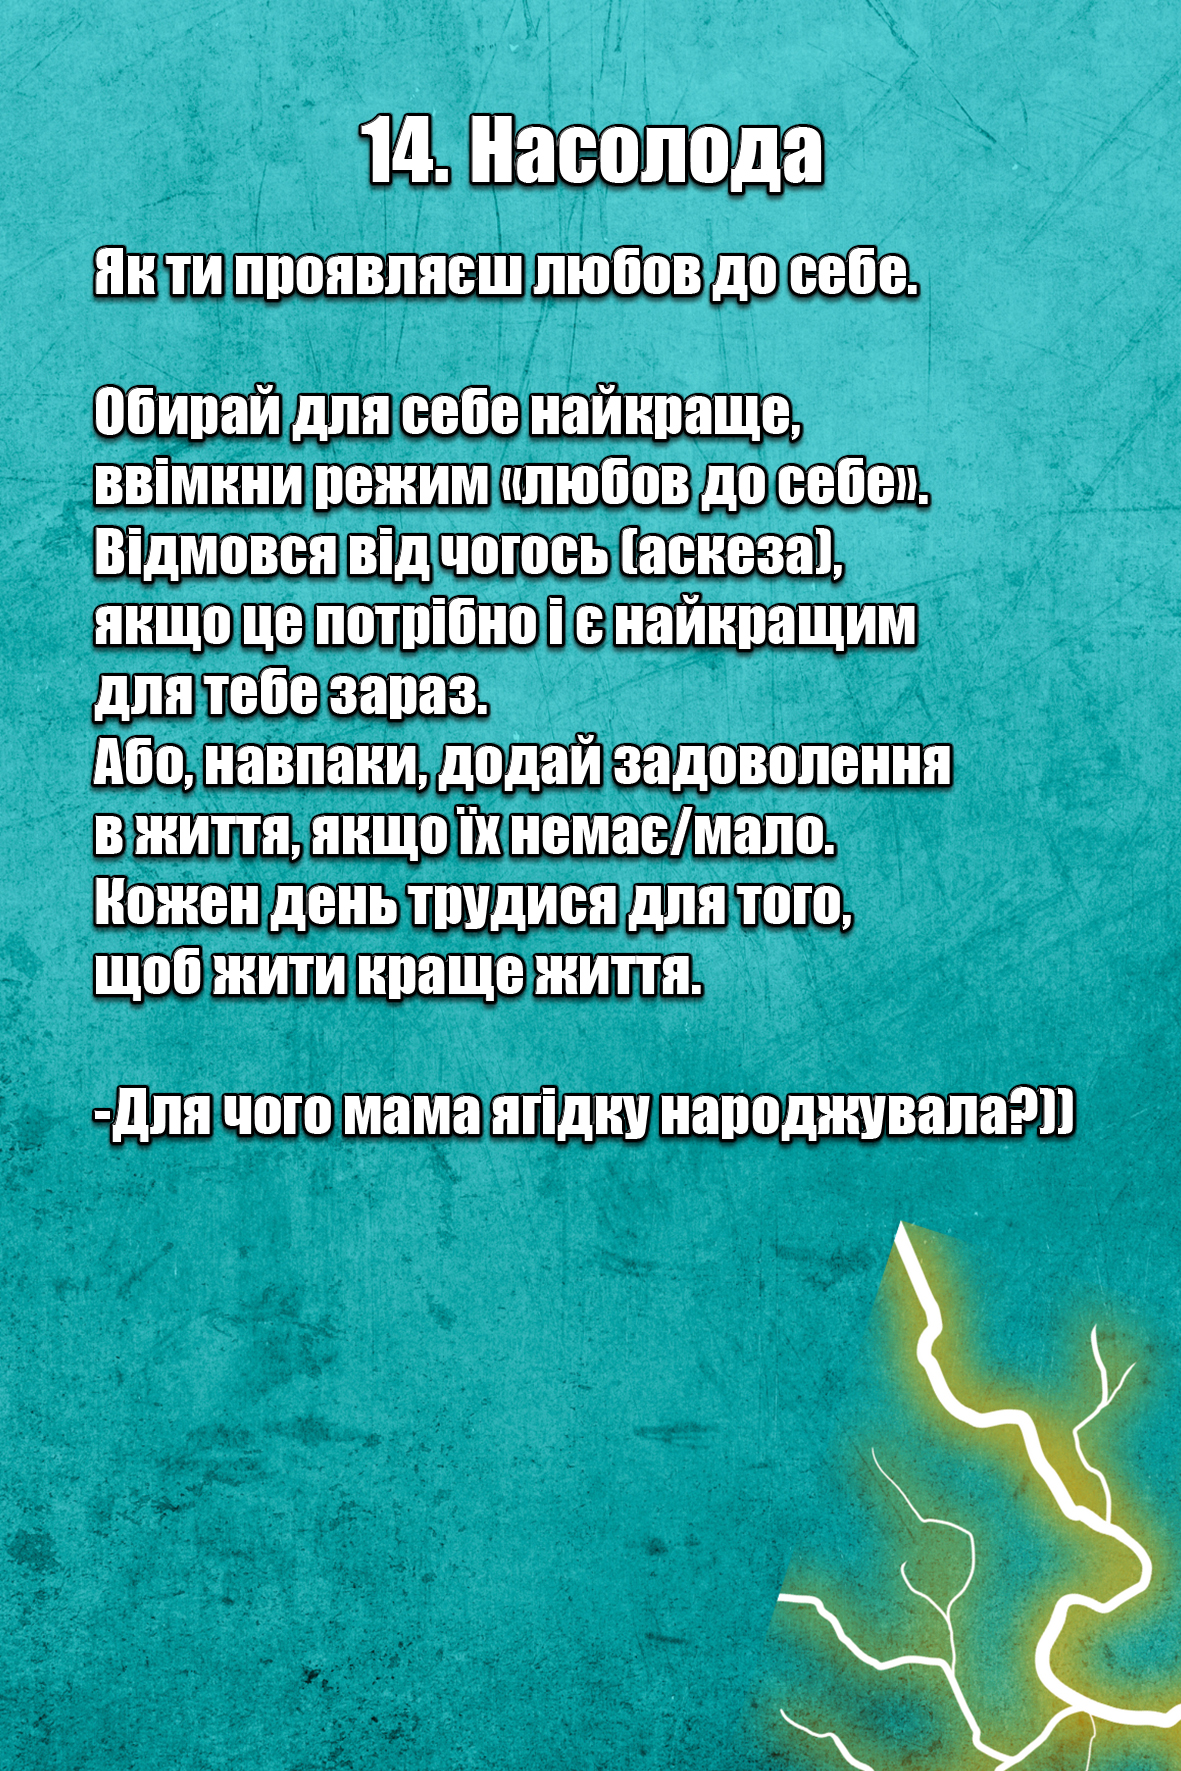 14. Насолода
Як ти проявляєш любов до себе.
Обирай для себе найкраще,
ввімкни режим «любов до себе».
Відмовся від чогось (аскеза),
якщо це потрібно і є найкращим
для тебе зараз.
Або, навпаки, додай задоволення
в життя, якщо їх немає/мало.
Кожен день трудися для того,
щоб жити краще життя.
-Для чого мама ягідку народжувала?))